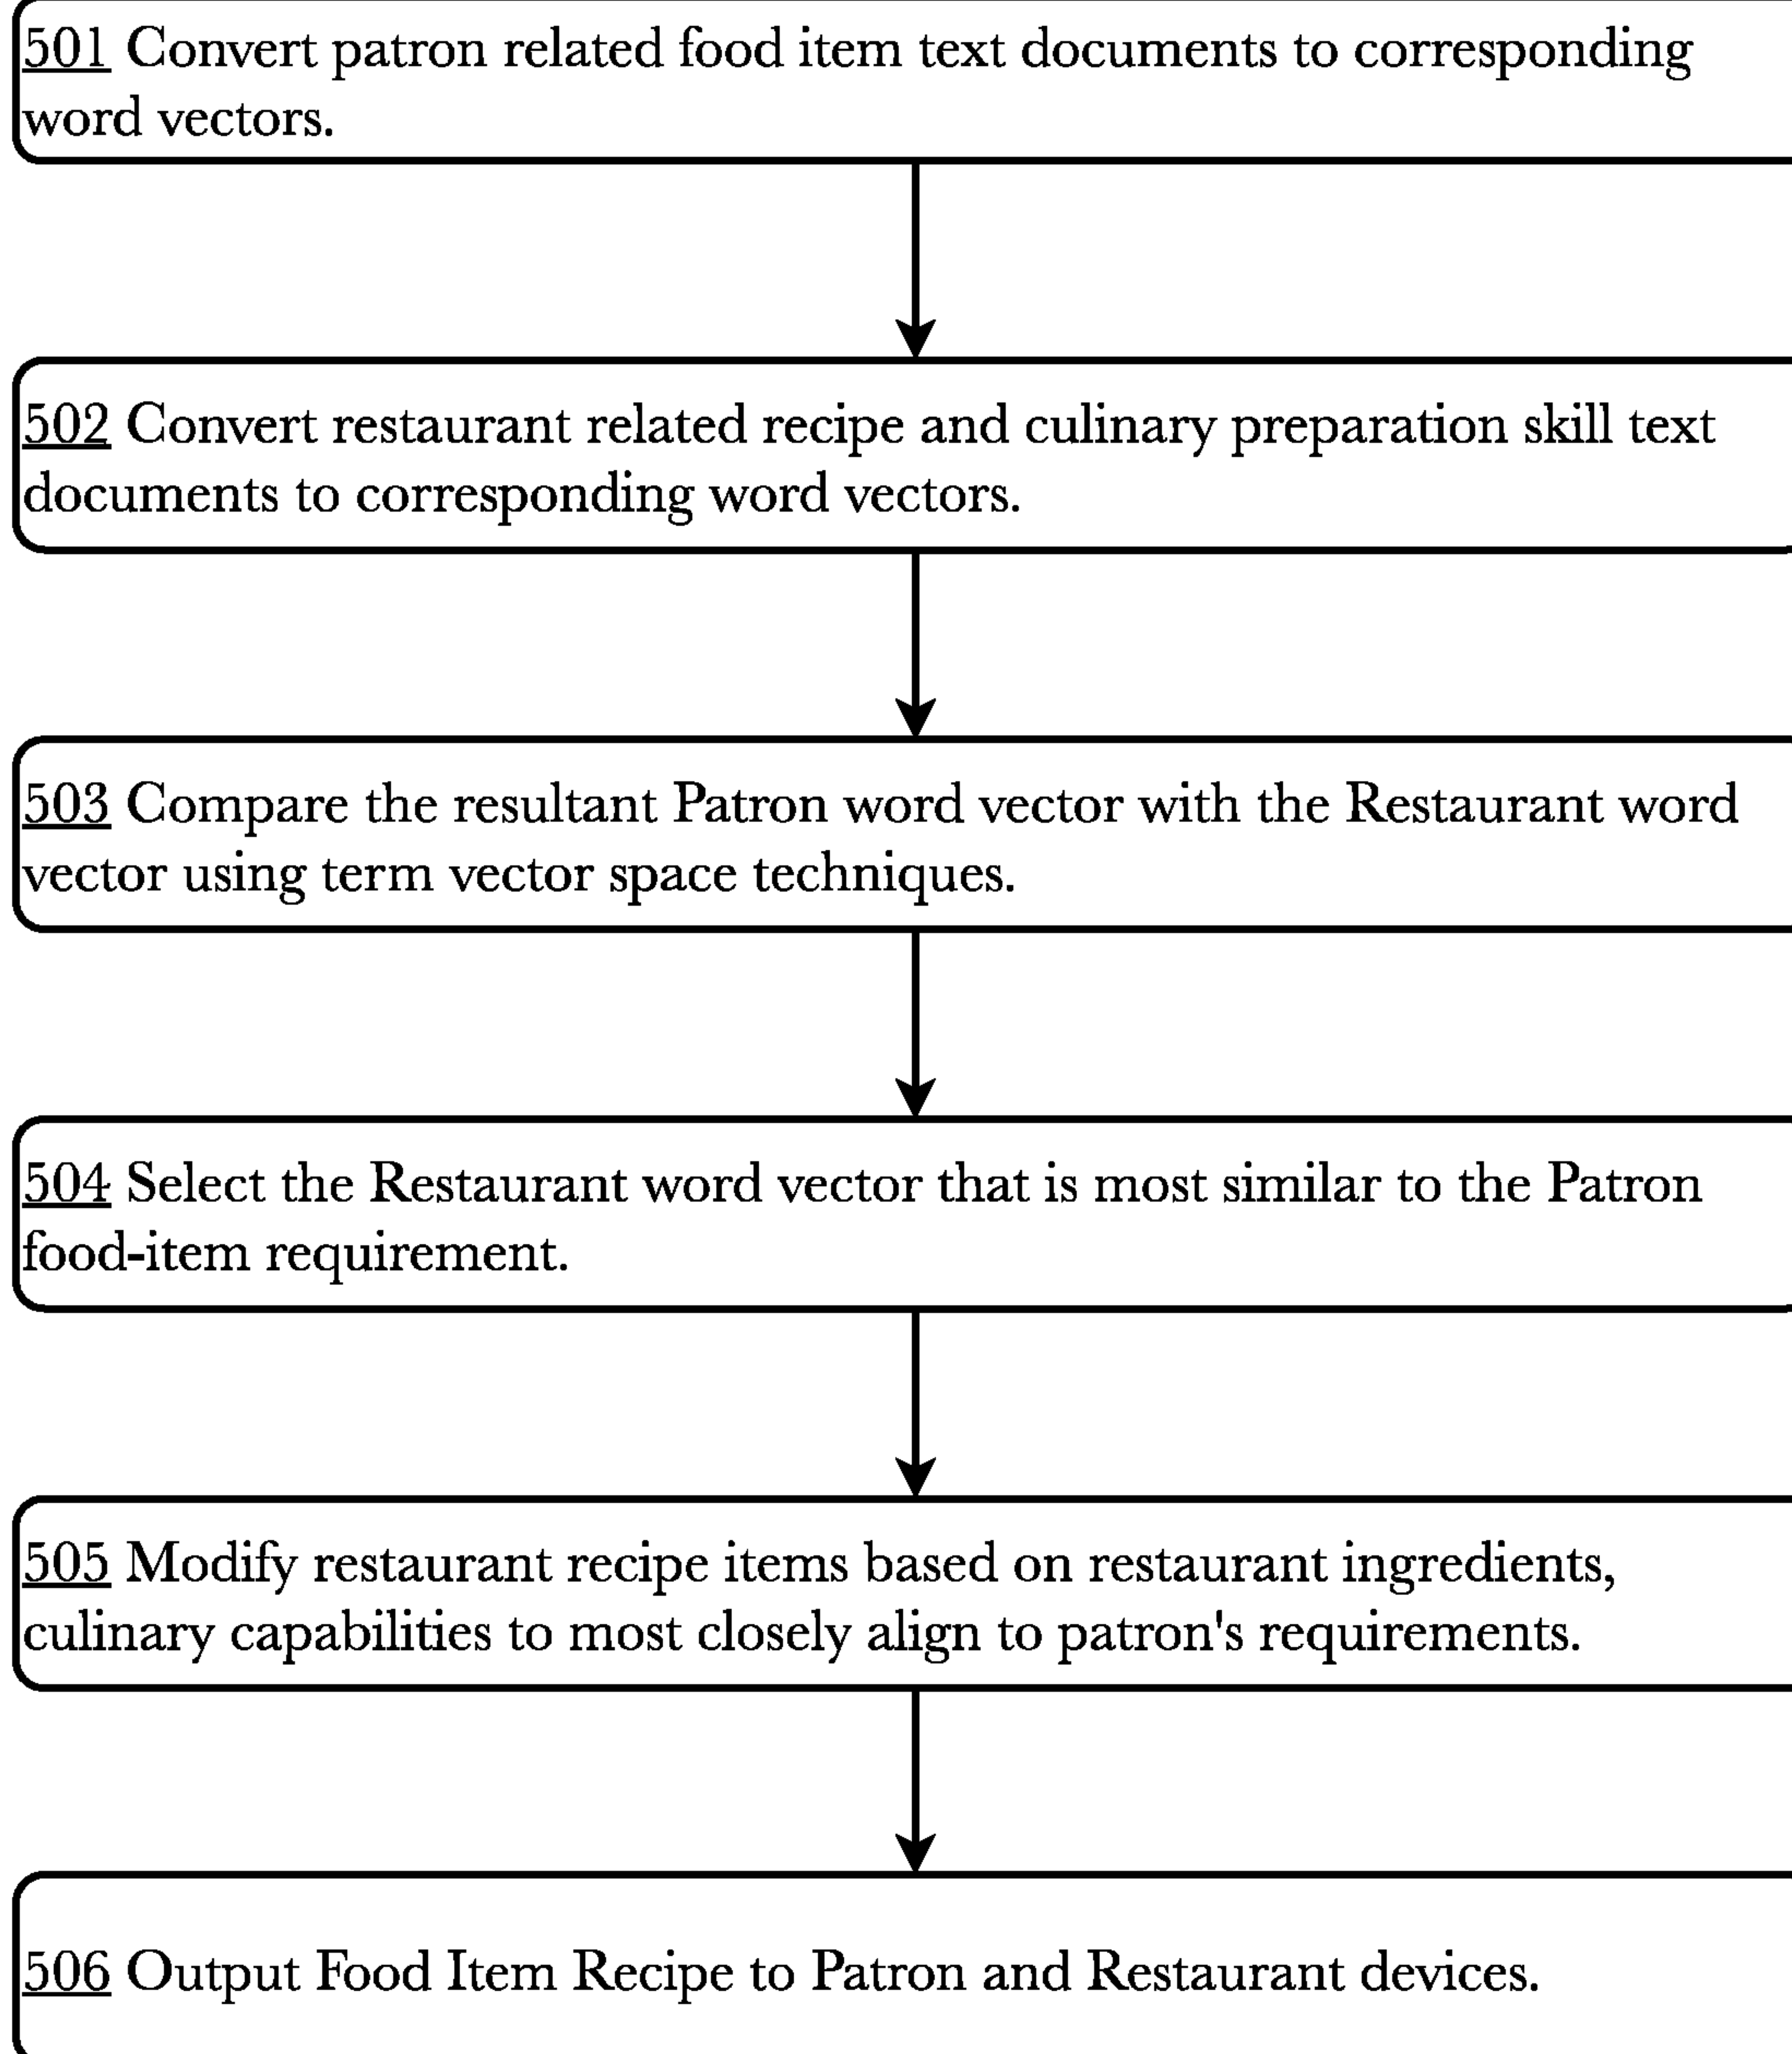 501 Convert patron related food item text documents to corresponding
word vectors.
502 Convert restaurant related recipe and culinary preparation skill text
documents to corresponding word vectors.
503 Compare the resultant Patron word vector with the Restaurant word
vector using term vector space techniques.
504 Select the Restaurant word vector that is most similar to the Patron
food-item requirement.
505 Modify restaurant recipe items based on restaurant ingredients,
culinary capabilities to most closely align to patron's requirements.
506 Output Food Item Recipe to Patron and Restaurant devices.